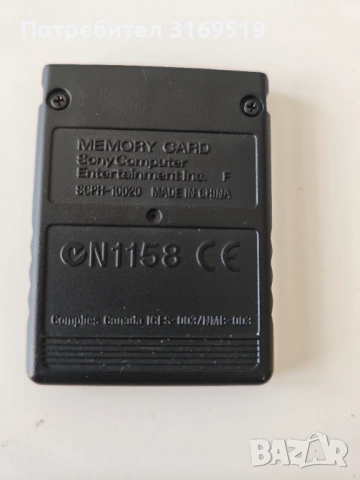 Потребител 3169519
MEMORY CARD
Sony Computer
Entertainment Inc. F
SCPH-10020 MADE IN CHINA
N1158 CE
Complies Canada ICES-003/NMB-003
BAZAR